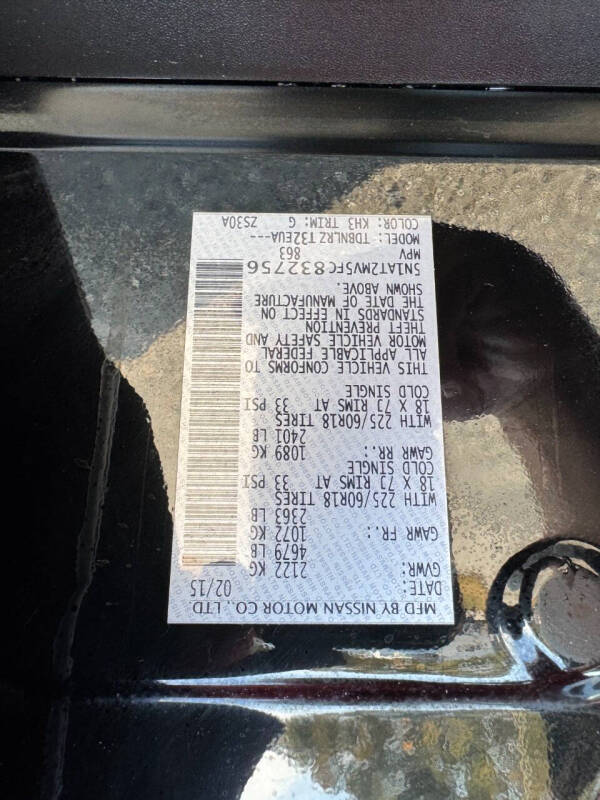 MFD BY NISSAN MOTOR CO., LTD.
DATE: 02/15
GVWR: 2122 KG
4679 LB
GAWR FR.: 1072 KG
2363 LB
WITH 225/60R18 TIRES
18 X 7J RIMS AT 33 PSI
COLD SINGLE
GAWR RR.: 1089 KG
2401 LB
WITH 225/60R18 TIRES
18 X 7J RIMS AT 33 PSI
COLD SINGLE
THIS VEHICLE CONFORMS TO
ALL APPLICABLE FEDERAL
MOTOR VEHICLE SAFETY AND
THEFT PREVENTION
STANDARDS IN EFFECT ON
THE DATE OF MANUFACTURE
SHOWN ABOVE.
5N1AT2MV5FC832756
863
MPV
MODEL: TDBNLRZ T32EUA---
COLOR: KH3 TRIM: G ZS30A